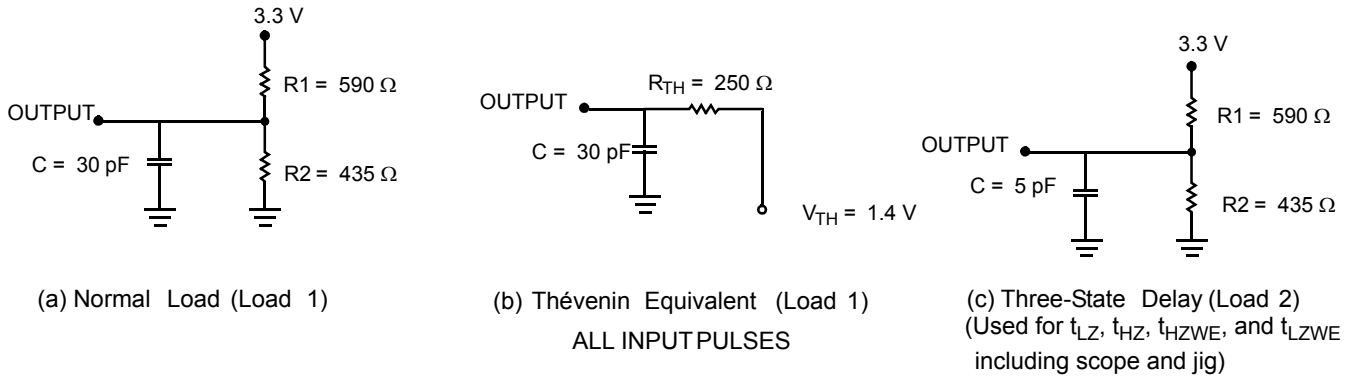 3.3 V
R1 = 590 Ω
OUTPUT
C = 30 pF
R2 = 435 Ω
(a) Normal Load (Load 1)
R_TH = 250 Ω
OUTPUT
C = 30 pF
V_TH = 1.4 V
(b) Thévenin Equivalent (Load 1)
ALL INPUT PULSES
3.3 V
R1 = 590 Ω
OUTPUT
C = 5 pF
R2 = 435 Ω
(c) Three-State Delay (Load 2)
(Used for t_LZ, t_HZ, t_HZWE, and t_LZWE
including scope and jig)